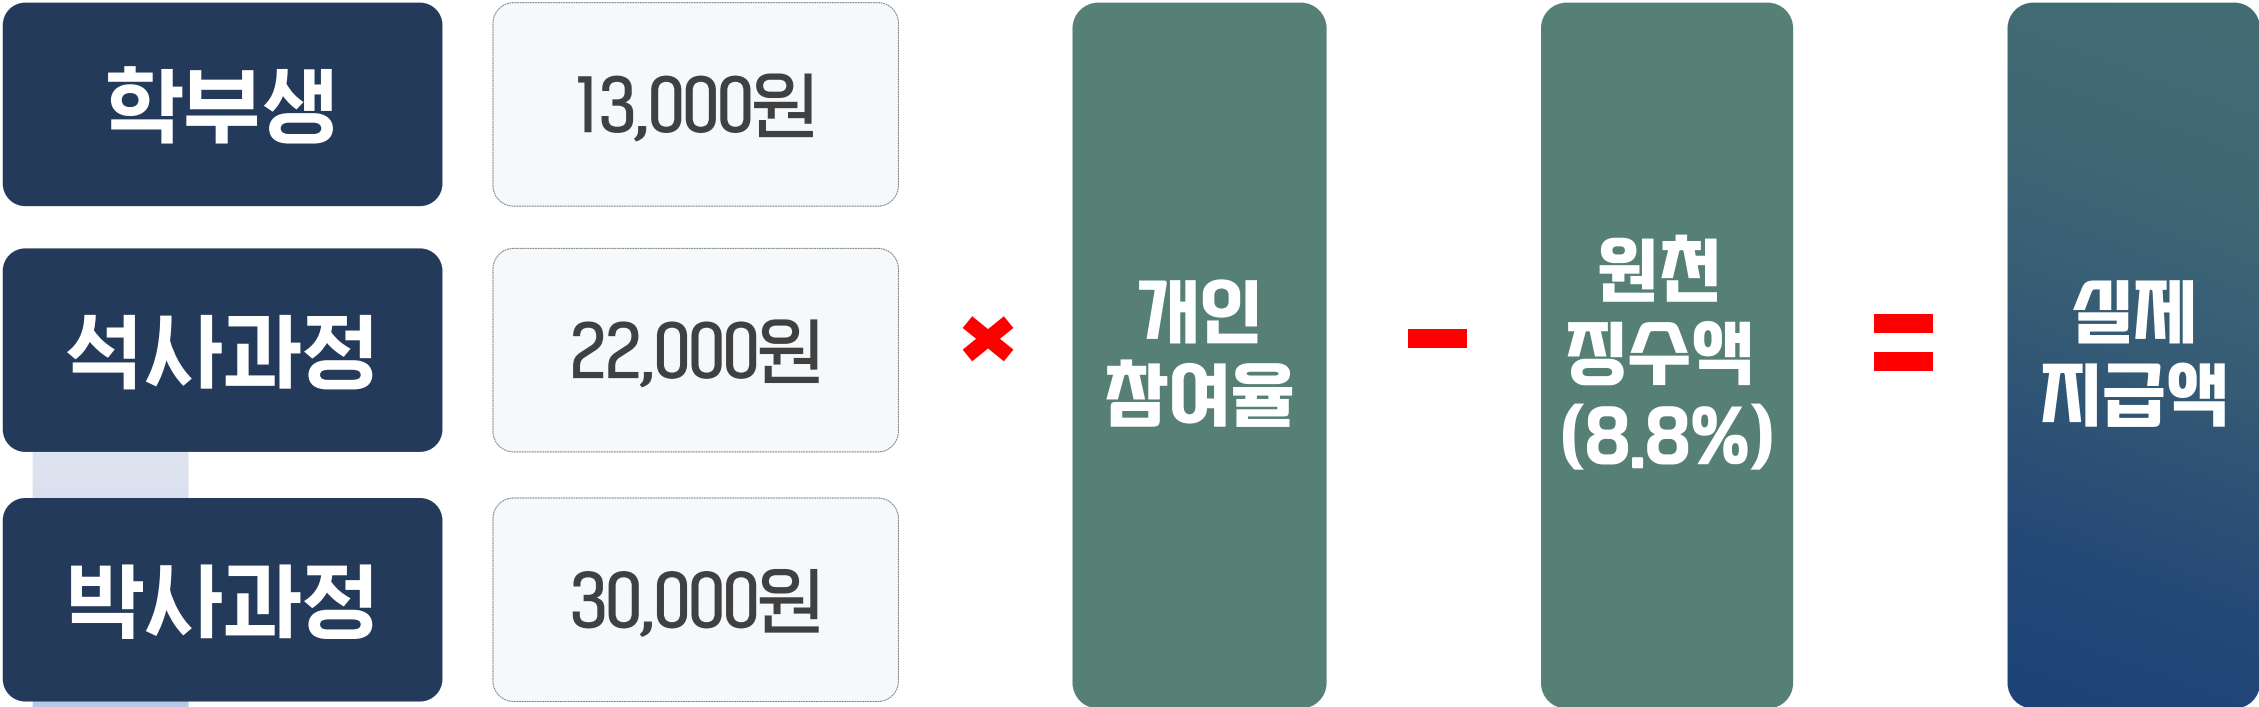 학부생
13,000원
석사과정
22,000원
박사과정
30,000원
×
개인
참여율
-
원천
징수액
(8.8%)
=
실제
지급액